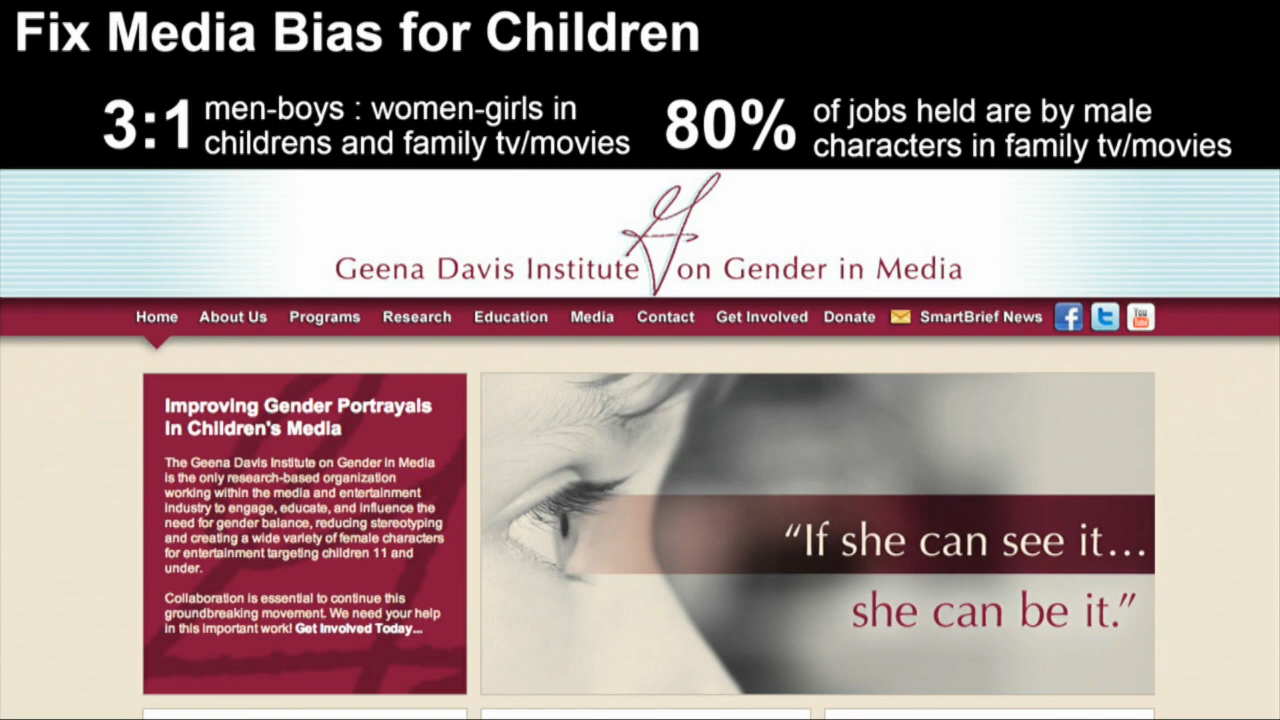 Fix Media Bias for Children
3:1 men-boys : women-girls in
childrens and family tv/movies
80% of jobs held are by male
characters in family tv/movies
Geena Davis Institute on Gender in Media
Home About Us Programs Research Education Media Contact Get Involved Donate SmartBrief News f t You Tube
Improving Gender Portrayals
In Children's Media
The Geena Davis Institute on Gender in Media
is the only research-based organization
working within the media and entertainment
industry to engage, educate, and influence the
need for gender balance, reducing stereotyping
and creating a wide variety of female characters
for entertainment targeting children 11 and
under.
Collaboration is essential to continue this
groundbreaking movement. We need your help
in this important work! Get Involved Today...
“If she can see it...
she can be it.”